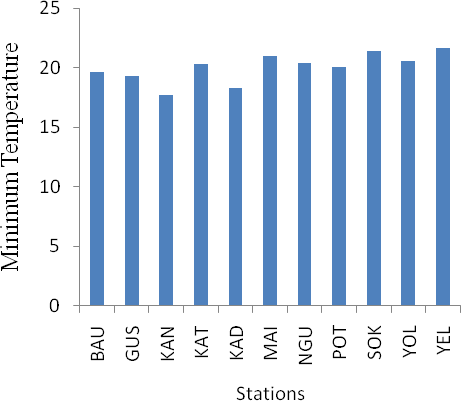 Minimum Temperature
25
20
15
10
5
0
BAU
GUS
KAN
KAT
KAD
MAI
NGU
POT
SOK
YOL
YEL
Stations